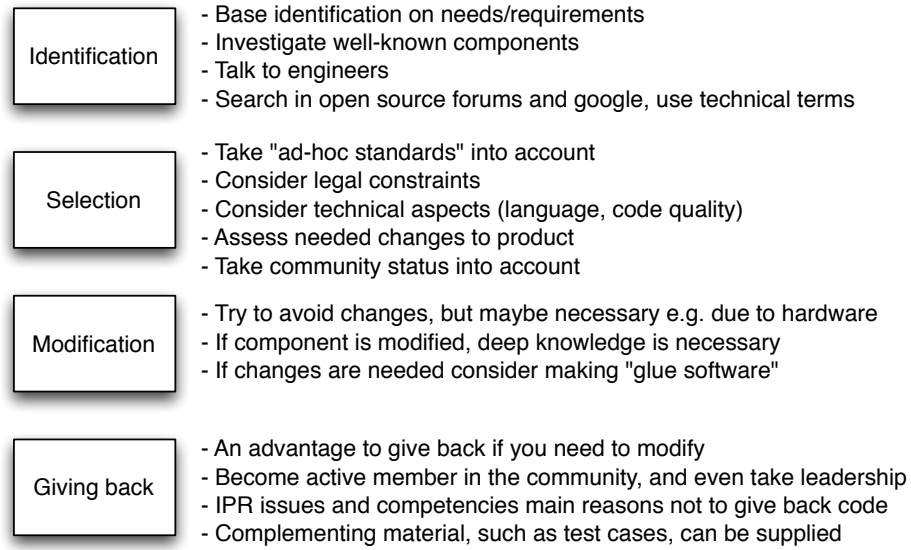 Identification
- Base identification on needs/requirements
- Investigate well-known components
- Talk to engineers
- Search in open source forums and google, use technical terms
Selection
- Take "ad-hoc standards" into account
- Consider legal constraints
- Consider technical aspects (language, code quality)
- Assess needed changes to product
- Take community status into account
Modification
- Try to avoid changes, but maybe necessary e.g. due to hardware
- If component is modified, deep knowledge is necessary
- If changes are needed consider making "glue software"
Giving back
- An advantage to give back if you need to modify
- Become active member in the community, and even take leadership
- IPR issues and competencies main reasons not to give back code
- Complementing material, such as test cases, can be supplied